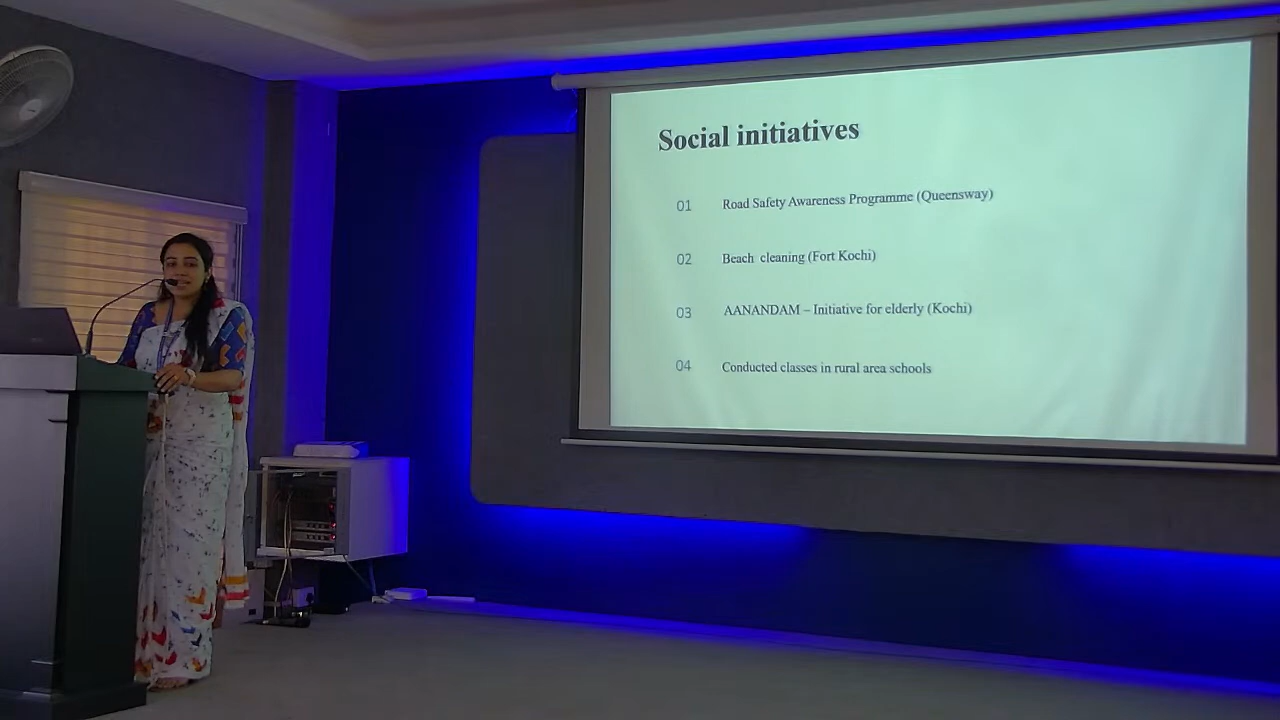 Social initiatives
01 Road Safety Awareness Programme (Queensway)
02 Beach cleaning (Fort Kochi)
03 AANANDAM – Initiative for elderly (Kochi)
04 Conducted classes in rural area schools